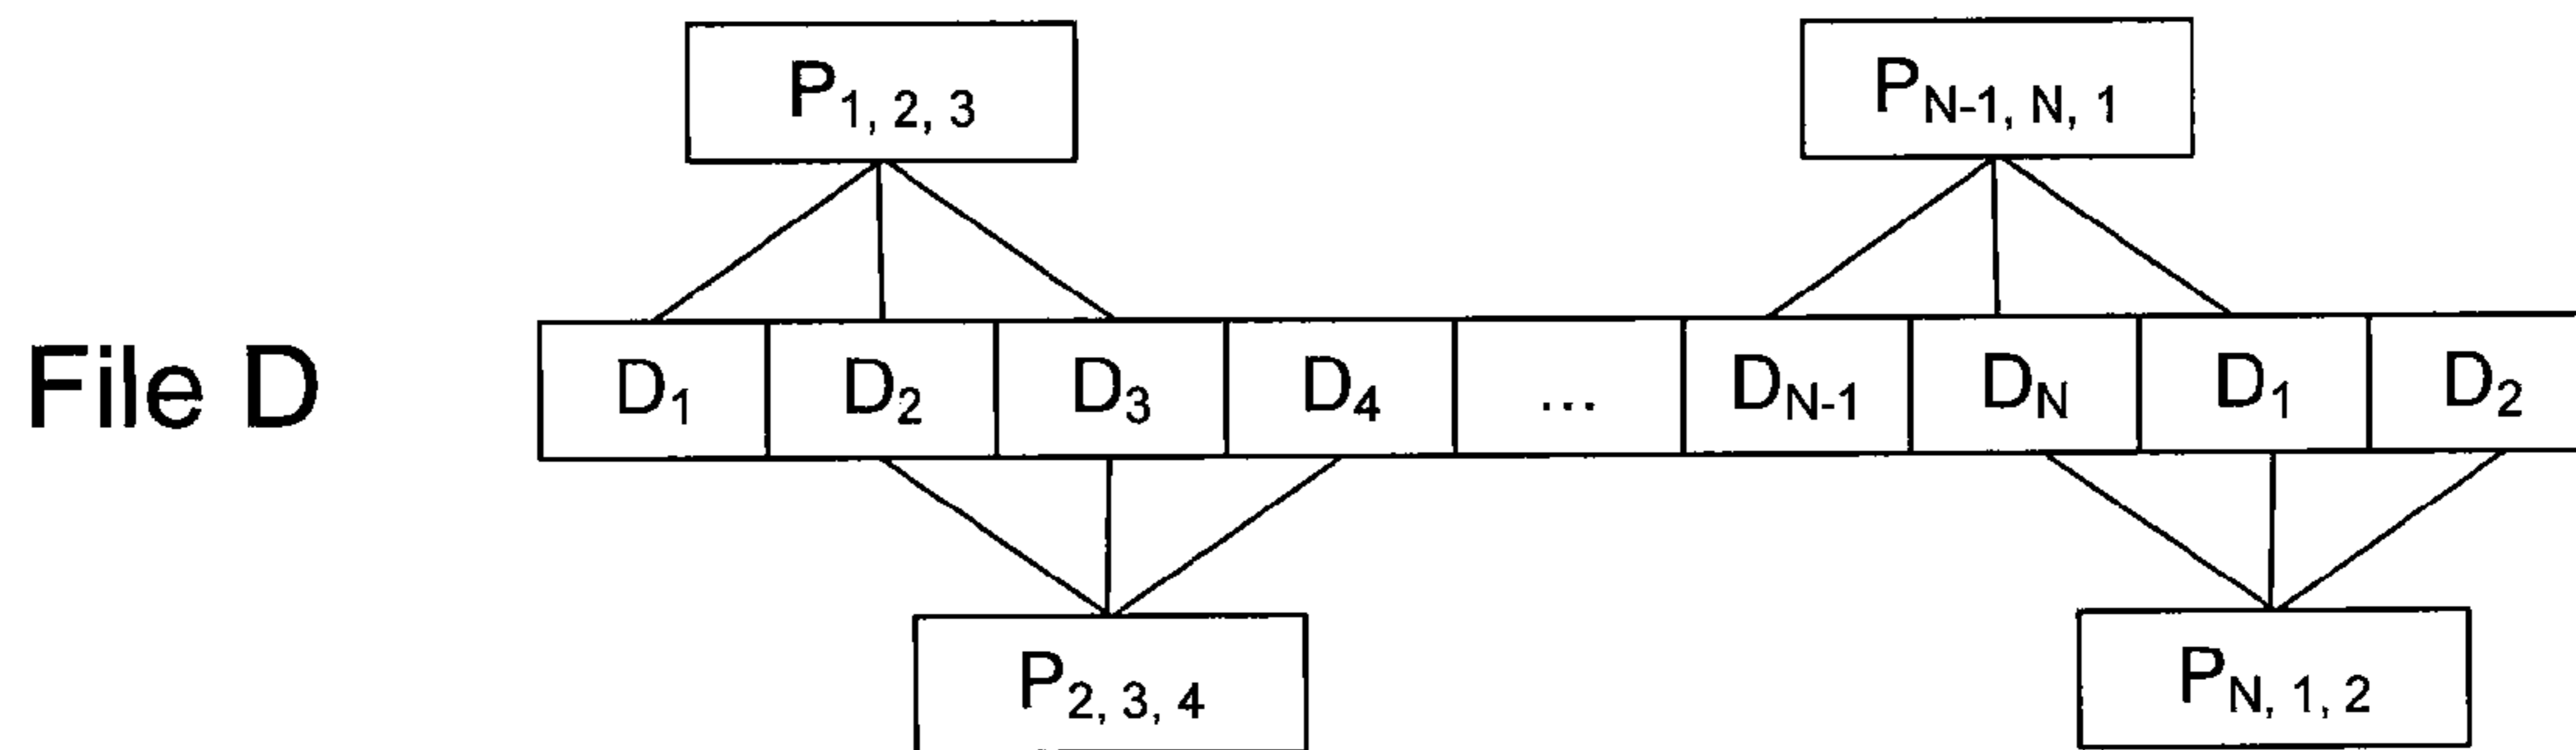 P1, 2, 3 PN-1, N, 1
File D D1 D2 D3 D4 ... DN-1 DN D1 D2
P2, 3, 4 PN, 1, 2